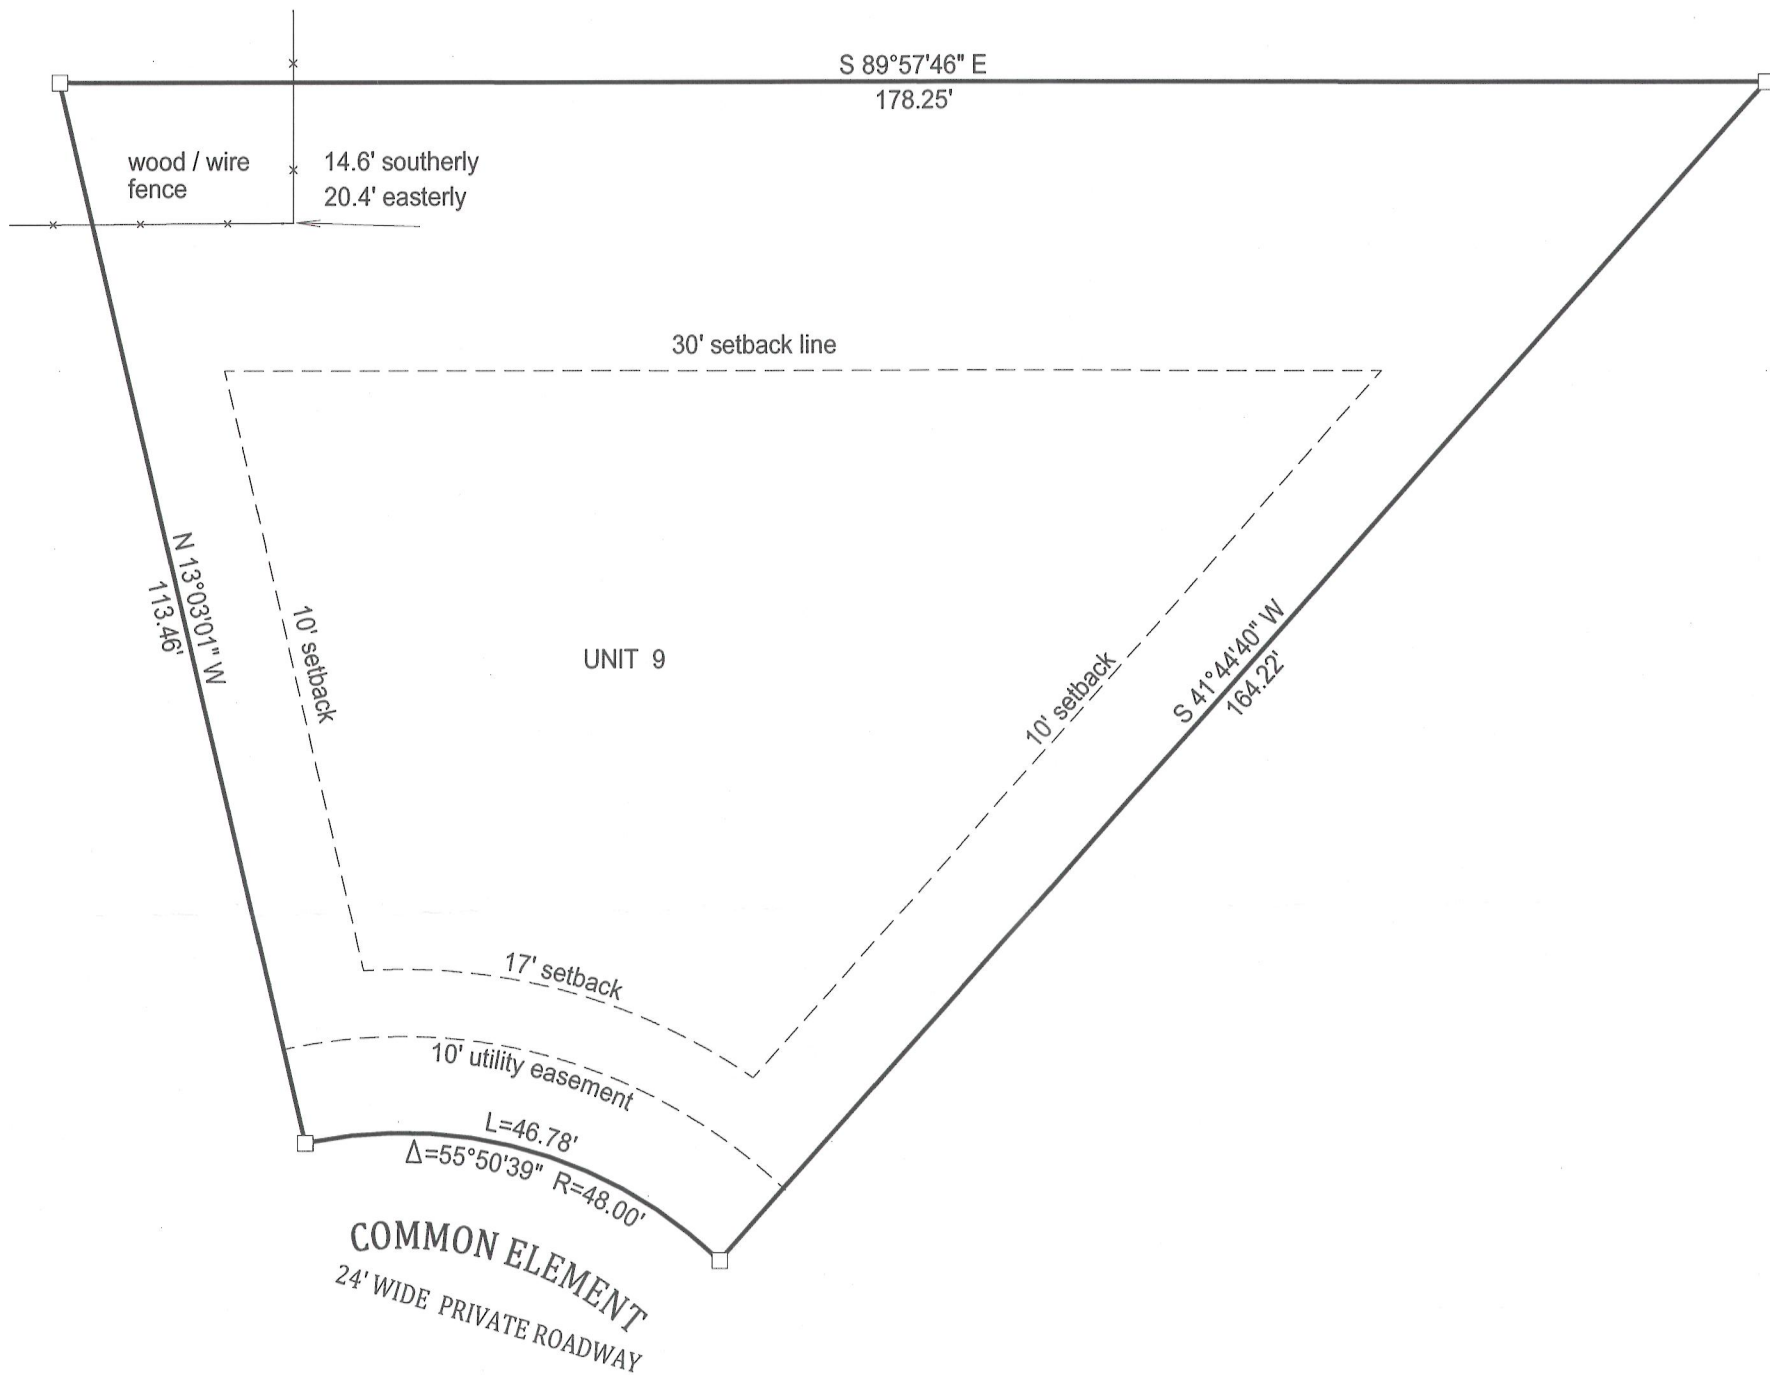 S 89°57'46" E
178.25'
wood / wire
fence
14.6' southerly
20.4' easterly
30' setback line
N 13°03'01" W
113.46'
10' setback
UNIT 9
10' setback
S 41°44'40" W
164.22'
17' setback
10' utility easement
L=46.78'
Δ=55°50'39" R=48.00'
COMMON ELEMENT
24' WIDE PRIVATE ROADWAY